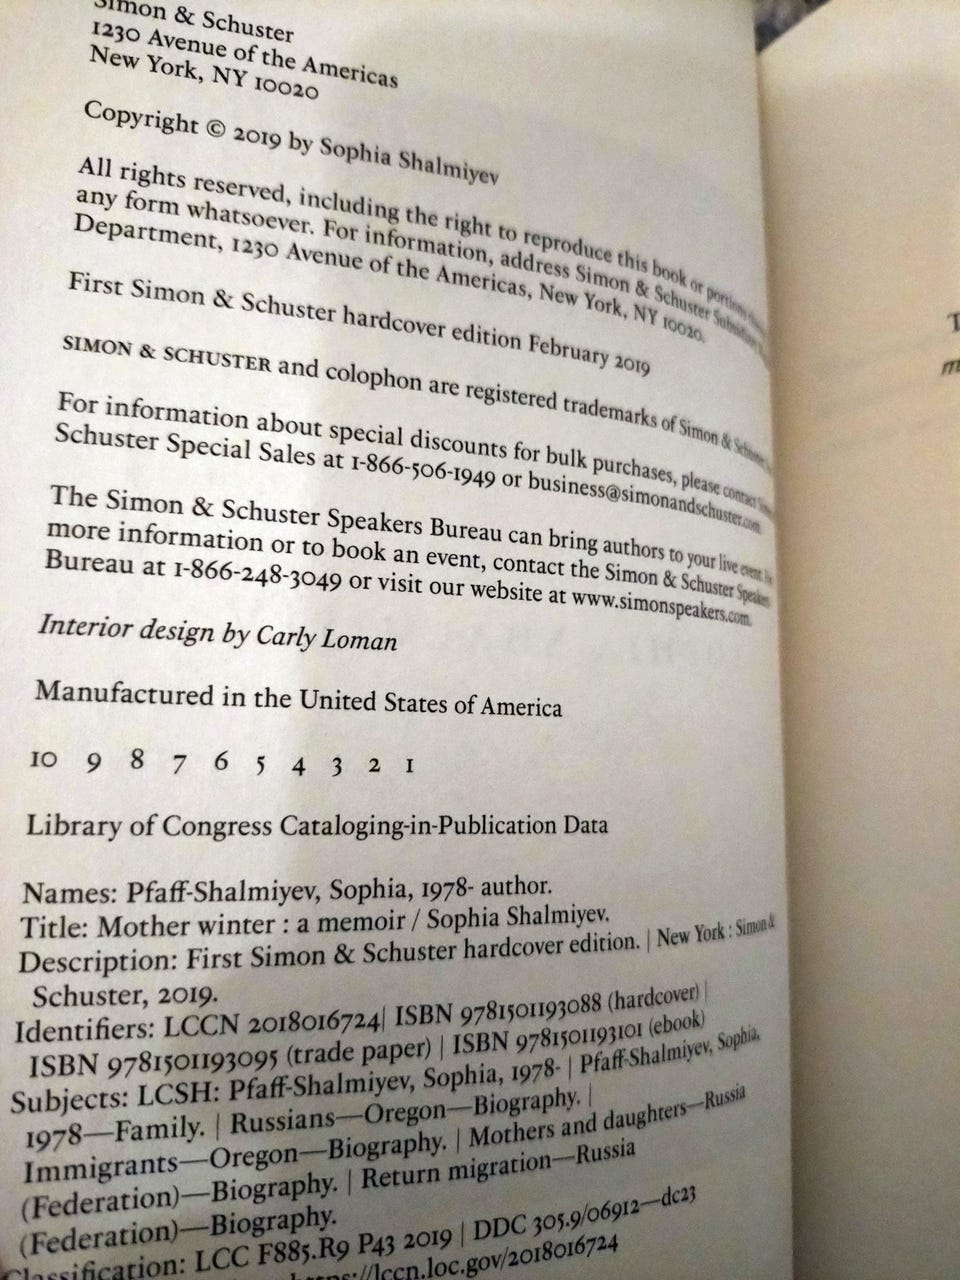 Simon & Schuster
1230 Avenue of the Americas
New York, NY 10020
Copyright © 2019 by Sophia Shalmiyev
All rights reserved, including the right to reproduce this book or portions
any form whatsoever. For information, address Simon & Schuster Subsidiary
Department, 1230 Avenue of the Americas, New York, NY 10020.
First Simon & Schuster hardcover edition February 2019
SIMON & SCHUSTER and colophon are registered trademarks of Simon & Schuster,
For information about special discounts for bulk purchases, please contact Simon
Schuster Special Sales at 1-866-506-1949 or business@simonandschuster.com.
The Simon & Schuster Speakers Bureau can bring authors to your live event. For
more information or to book an event, contact the Simon & Schuster Speakers
Bureau at 1-866-248-3049 or visit our website at www.simonspeakers.com.
Interior design by Carly Loman
Manufactured in the United States of America
10 9 8 7 6 5 4 3 2 1
Library of Congress Cataloging-in-Publication Data
Names: Pfaff-Shalmiyev, Sophia, 1978- author.
Title: Mother winter : a memoir / Sophia Shalmiyev.
Description: First Simon & Schuster hardcover edition. | New York : Simon &
Schuster, 2019.
Identifiers: LCCN 2018016724| ISBN 9781501193088 (hardcover) |
ISBN 9781501193095 (trade paper) | ISBN 9781501193101 (ebook)
Subjects: LCSH: Pfaff-Shalmiyev, Sophia, 1978- | Pfaff-Shalmiyev, Sophia,
1978—Family. | Russians—Oregon—Biography. |
Immigrants—Oregon—Biography. | Mothers and daughters—Russia
(Federation)—Biography. | Return migration—Russia
(Federation)—Biography.
Classification: LCC F885.R9 P43 2019 | DDC 305.9/06912—dc23
https://lccn.loc.gov/2018016724